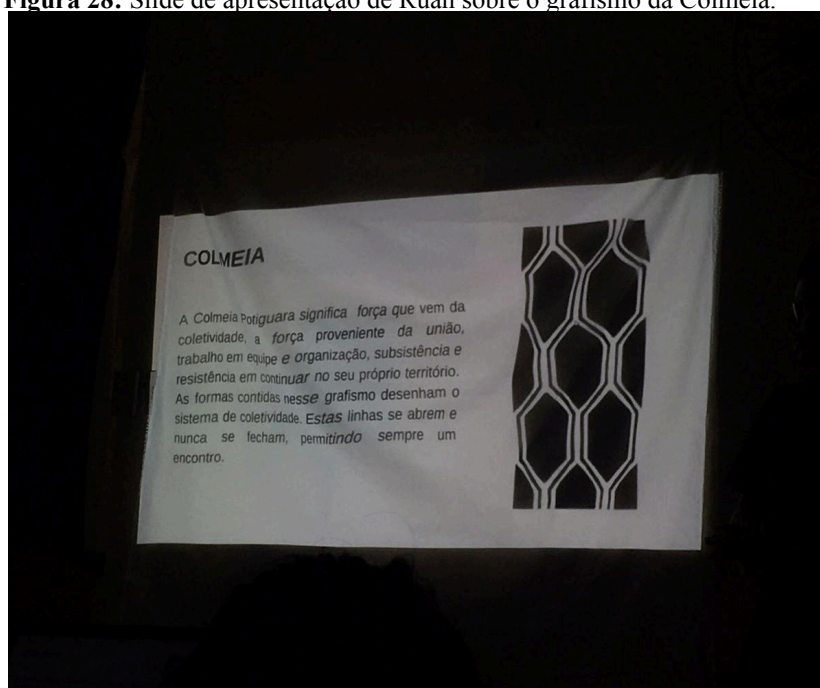 Figura 28: Slide de apresentação de Ruan sobre o grafismo da Colmeia.
COLMEIA
A Colmeia Potiguara significa força que vem da
coletividade, a força proveniente da união,
trabalho em equipe e organização, subsistência e
resistência em continuar no seu próprio território.
As formas contidas nesse grafismo desenham o
sistema de coletividade. Estas linhas se abrem e
nunca se fecham, permitindo sempre um
encontro.